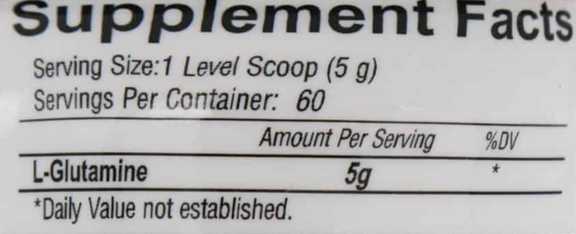 Supplement Facts
Serving Size:1 Level Scoop (5 g)
Servings Per Container: 60
Amount Per Serving %DV
L-Glutamine 5g *
*Daily Value not established.